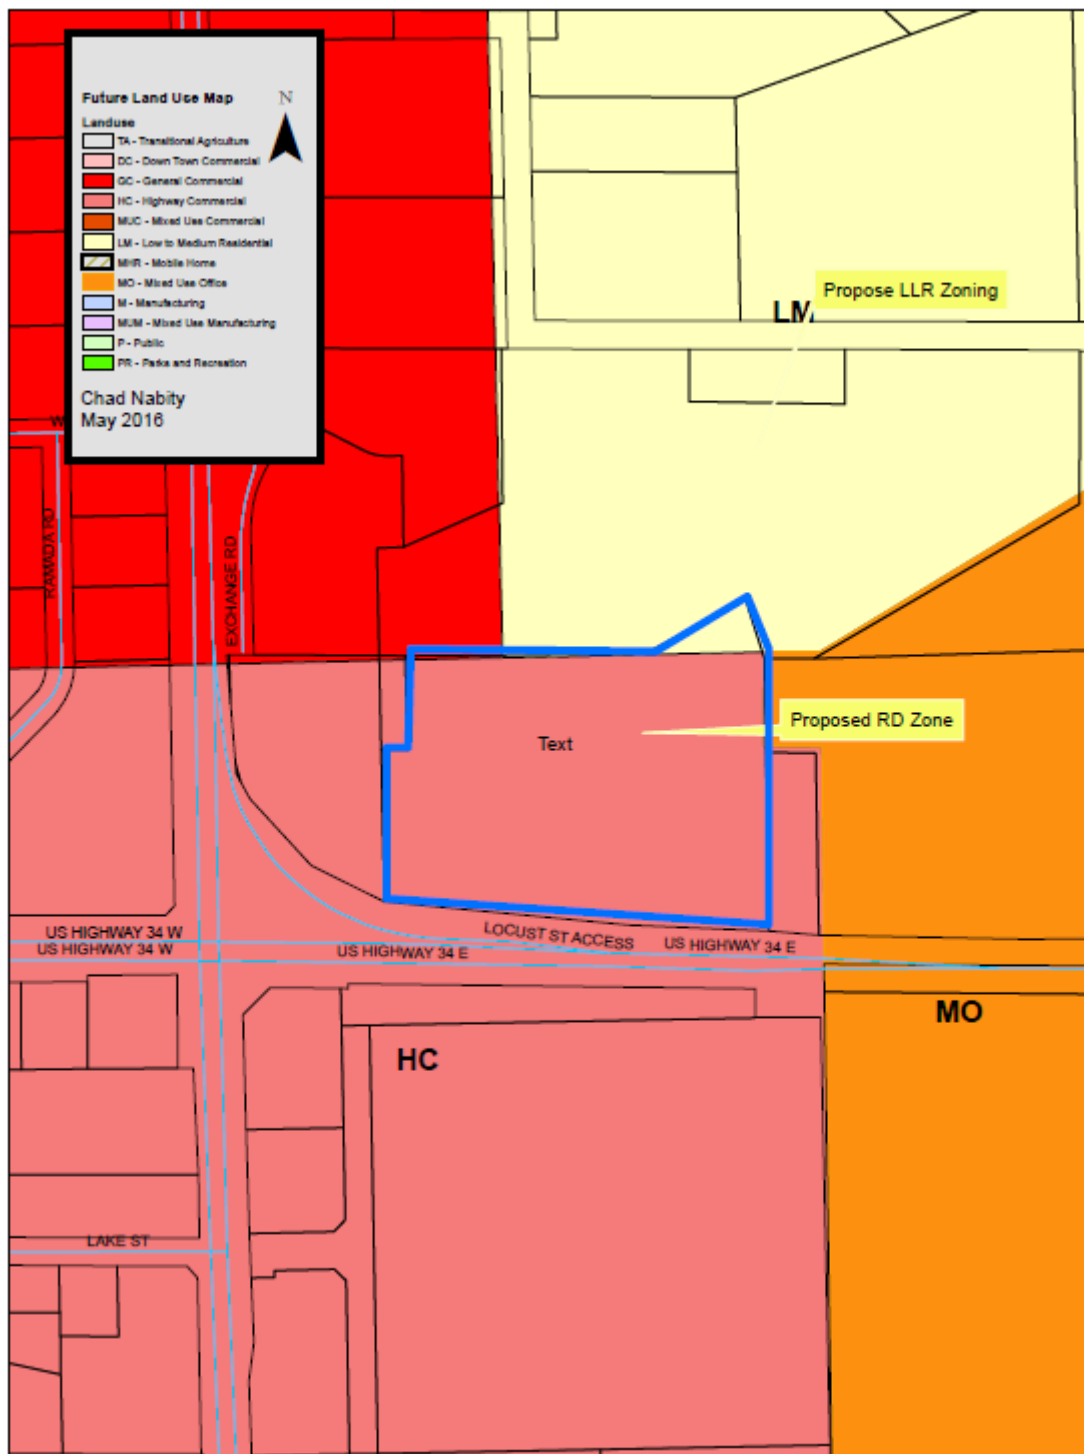 Future Land Use Map
N
Landuse
TA - Transitional Agriculture
DC - Down Town Commercial
GC - General Commercial
HC - Highway Commercial
MUC - Mixed Use Commercial
LM - Low to Medium Residential
MHR - Mobile Home
MO - Mixed Use Office
M - Manufacturing
MUM - Mixed Use Manufacturing
P - Public
PR - Parks and Recreation
Chad Nabity
May 2016
Propose LLR Zoning
LM
W
RAMADA RD
EXCHANGE RD
Proposed RD Zone
Text
US HIGHWAY 34 W
US HIGHWAY 34 W
US HIGHWAY 34 E
LOCUST ST ACCESS
US HIGHWAY 34 E
MO
HC
LAKE ST